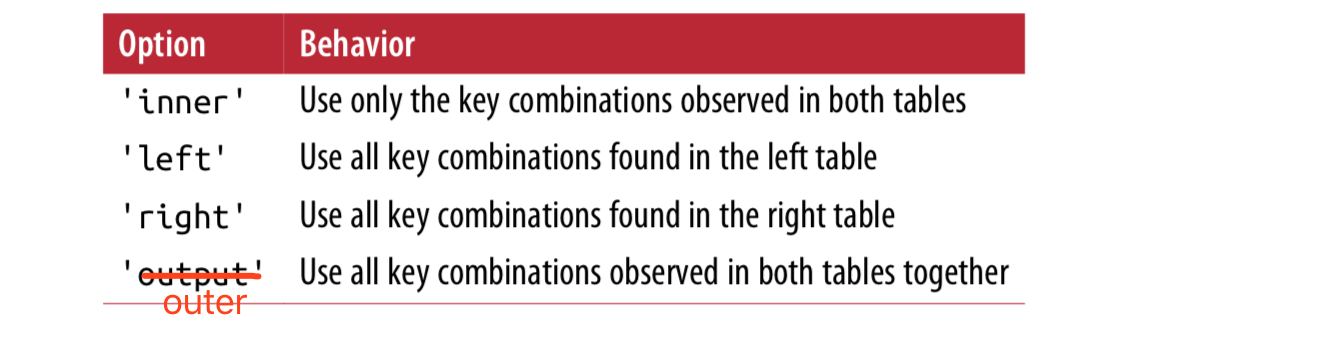 Option Behavior
'inner' Use only the key combinations observed in both tables
'left' Use all key combinations found in the left table
'right' Use all key combinations found in the right table
'output' Use all key combinations observed in both tables together
outer